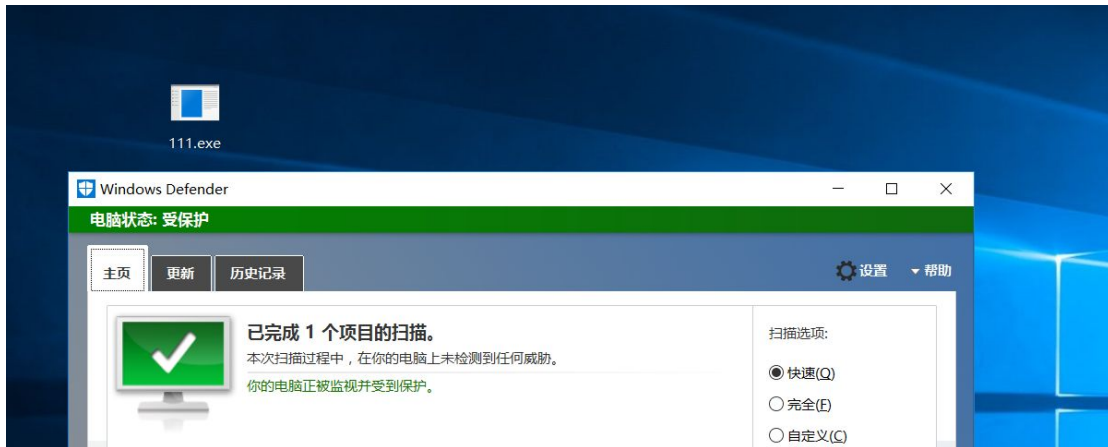 111.exe
Windows Defender
电脑状态: 受保护
主页 更新 历史记录 设置 帮助
已完成 1 个项目的扫描。
本次扫描过程中，在你的电脑上未检测到任何威胁。
你的电脑正被监视并受到保护。
扫描选项:
快速(Q)
完全(F)
自定义(C)